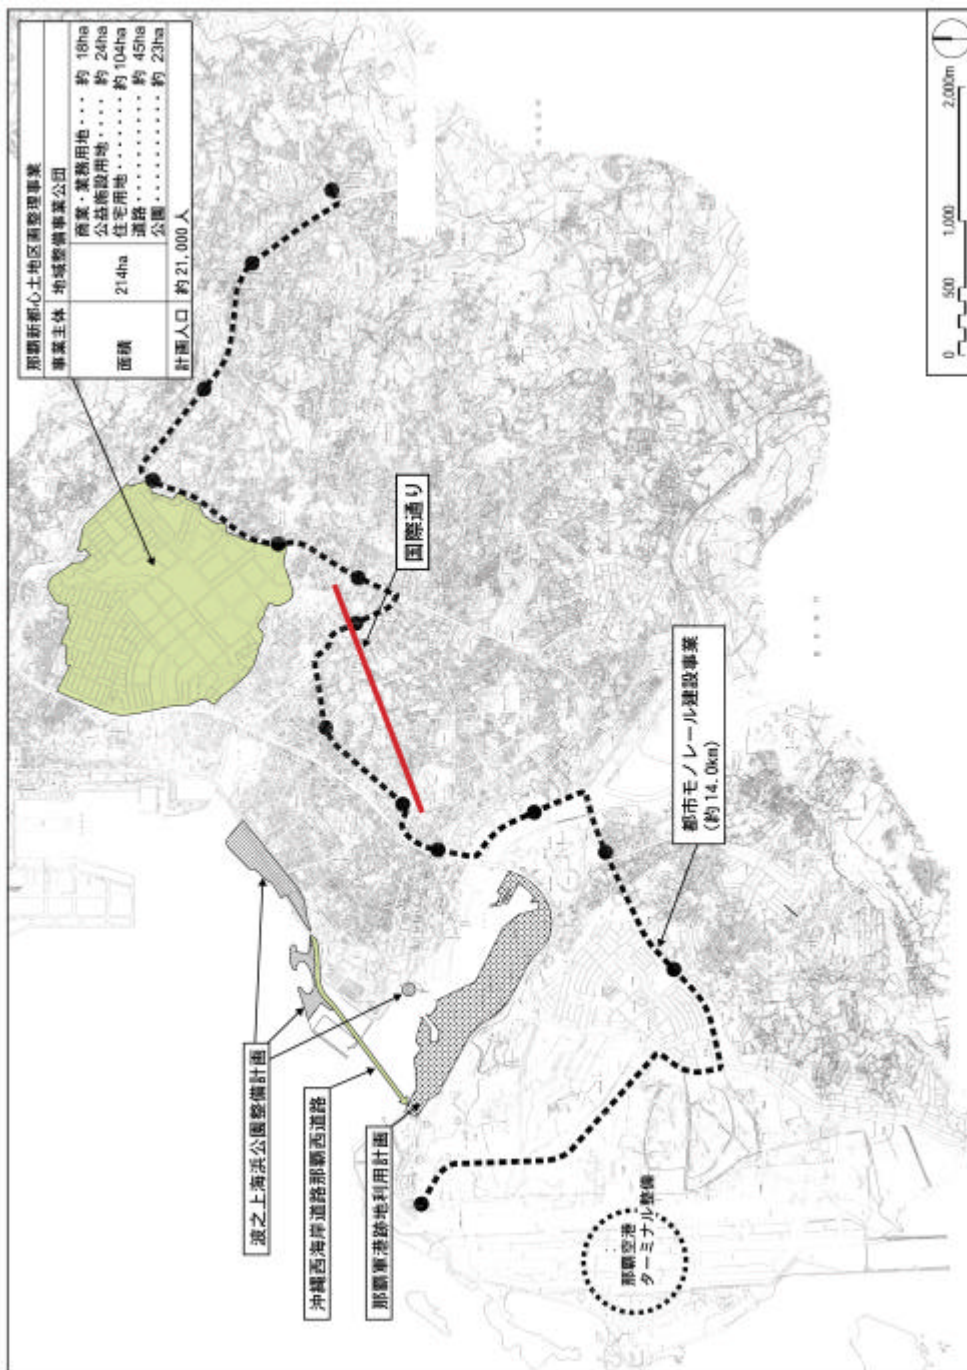 那覇新都心土地区画整理事業
事業主体 地域整備事業公団
面積 214ha
商業・業務用地・・・約 18ha
公益施設用地・・・・約 24ha
住宅用地・・・・・・・約 104ha
道路・・・・・・・・・約 45ha
公園・・・・・・・・・・約 23ha
計画人口 約 21,000 人
国際通り
都市モノレール建設事業
(約 14.0km)
波之上海浜公園整備計画
沖縄西海岸道路那覇西道路
那覇軍港跡地利用計画
那覇空港
ターミナル整備
0 500 1,000 2,000m